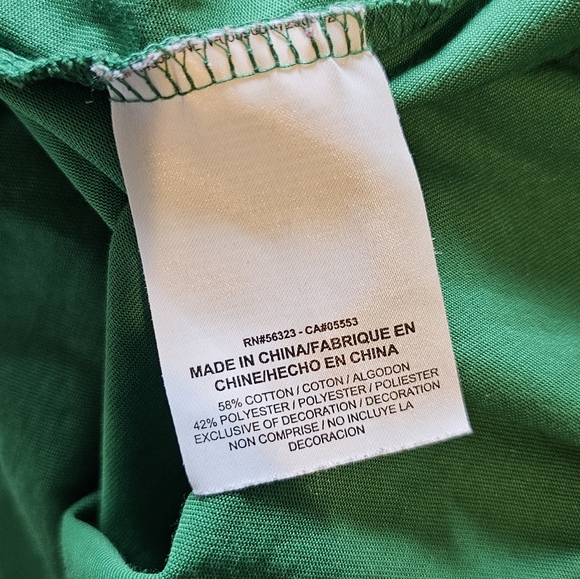 RN#56323 - CA#05553
MADE IN CHINA/FABRIQUE EN
CHINE/HECHO EN CHINA
58% COTTON / COTON / ALGODON
42% POLYESTER / POLYESTER / POLIESTER
EXCLUSIVE OF DECORATION / DECORATION
NON COMPRISE / NO INCLUYE LA
DECORACION